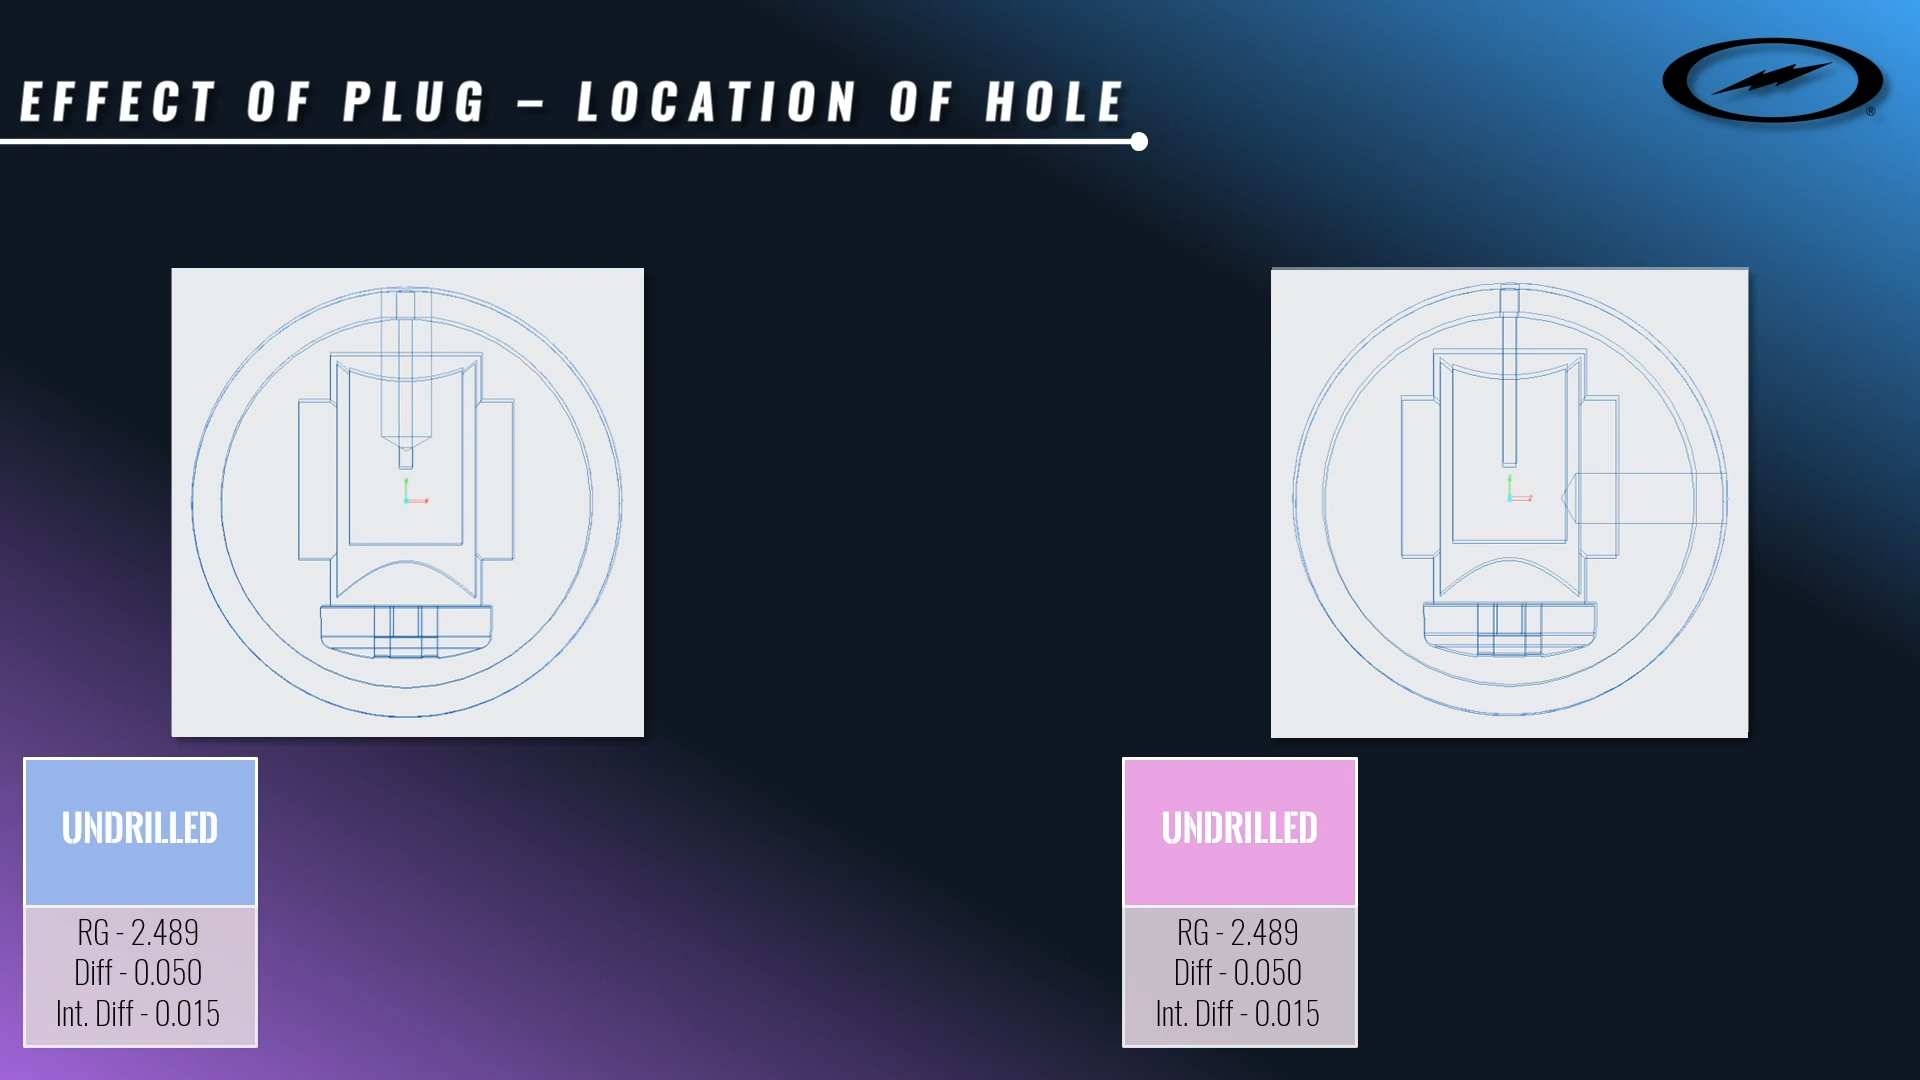 EFFECT OF PLUG – LOCATION OF HOLE
®
UNDRILLED
RG - 2.489
Diff - 0.050
Int. Diff - 0.015
UNDRILLED
RG - 2.489
Diff - 0.050
Int. Diff - 0.015